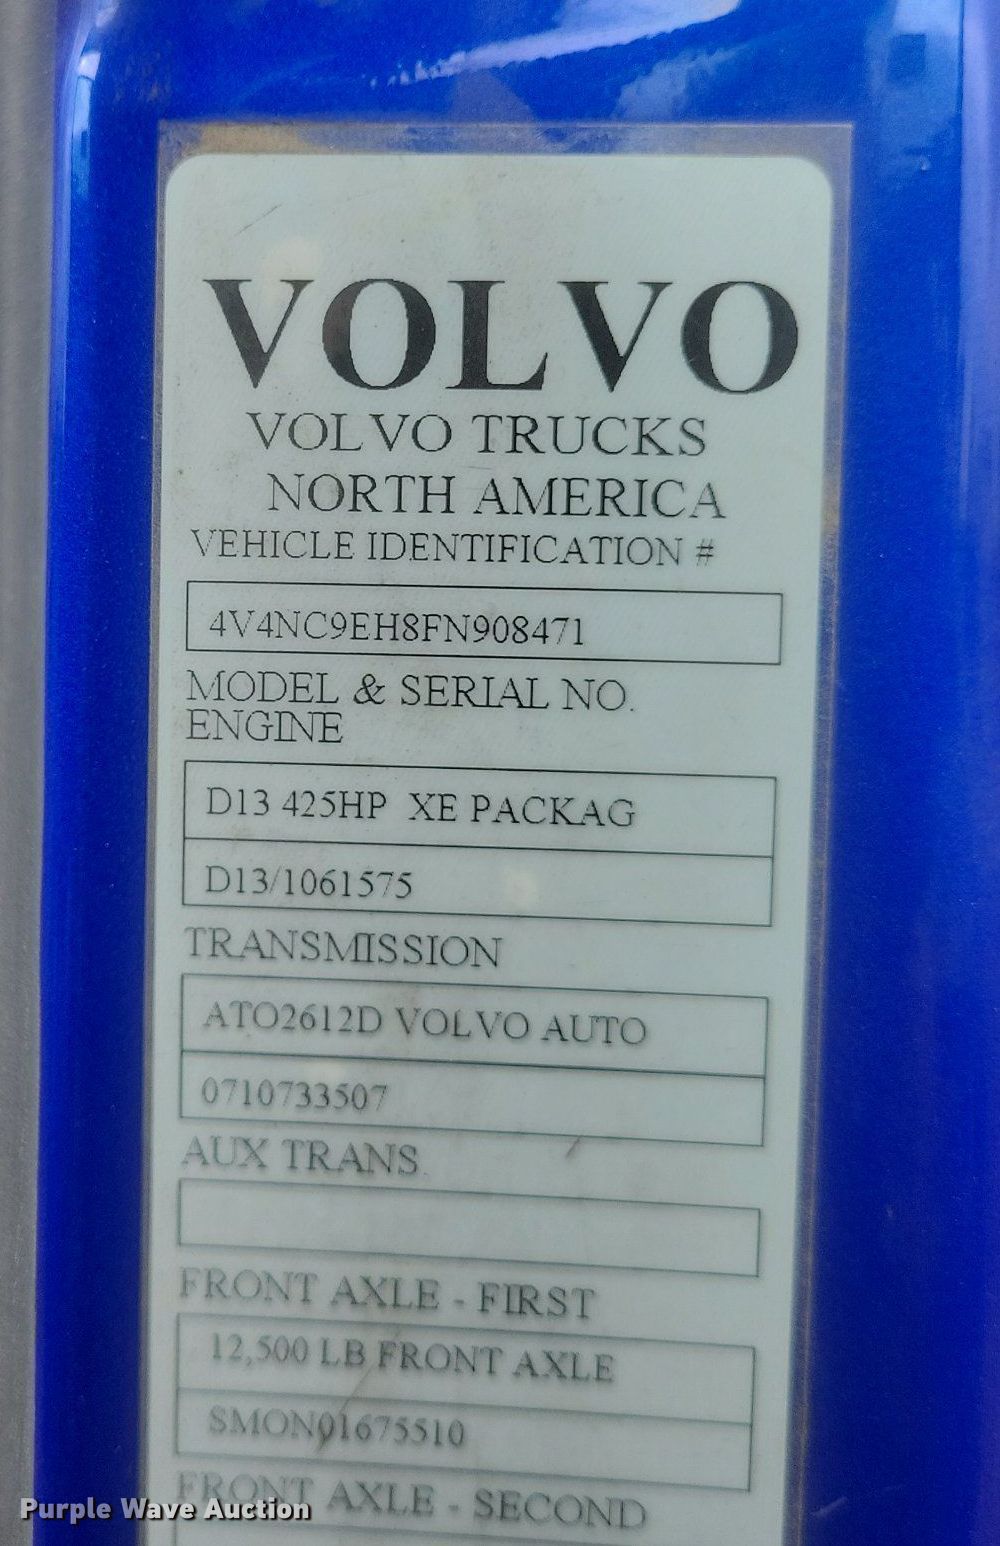 VOLVO
VOLVO TRUCKS
NORTH AMERICA
VEHICLE IDENTIFICATION #
4V4NC9EH8FN908471
MODEL & SERIAL NO.
ENGINE
D13 425HP XE PACKAG
D13/1061575
TRANSMISSION
ATO2612D VOLVO AUTO
0710733507
AUX TRANS.
FRONT AXLE - FIRST
12,500 LB FRONT AXLE
SMON01675510
FRONT AXLE - SECOND
Purple Wave Auction